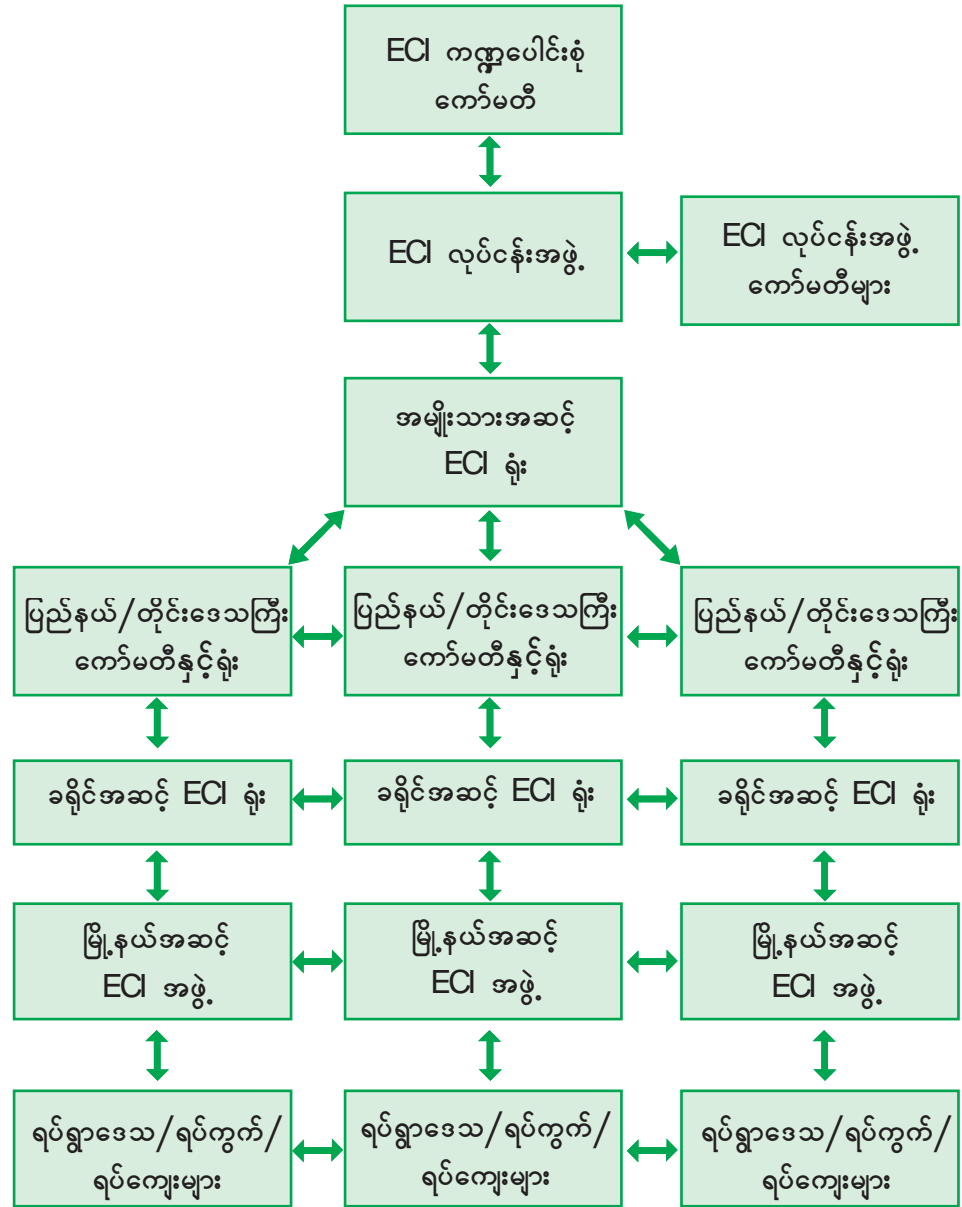 ECI ကဏ္ဍပေါင်းစုံ
ကော်မတီ
ECI လုပ်ငန်းအဖွဲ့
ECI လုပ်ငန်းအဖွဲ့
ကော်မတီများ
အမျိုးသားအဆင့်
ECI ရုံး
ပြည်နယ်/တိုင်းဒေသကြီး
ကော်မတီနှင့်ရုံး
ပြည်နယ်/တိုင်းဒေသကြီး
ကော်မတီနှင့်ရုံး
ပြည်နယ်/တိုင်းဒေသကြီး
ကော်မတီနှင့်ရုံး
ခရိုင်အဆင့် ECI ရုံး
ခရိုင်အဆင့် ECI ရုံး
ခရိုင်အဆင့် ECI ရုံး
မြို့နယ်အဆင့်
ECI အဖွဲ့
မြို့နယ်အဆင့်
ECI အဖွဲ့
မြို့နယ်အဆင့်
ECI အဖွဲ့
ရပ်ရွာဒေသ/ရပ်ကွက်/
ရပ်ကျေးများ
ရပ်ရွာဒေသ/ရပ်ကွက်/
ရပ်ကျေးများ
ရပ်ရွာဒေသ/ရပ်ကွက်/
ရပ်ကျေးများ